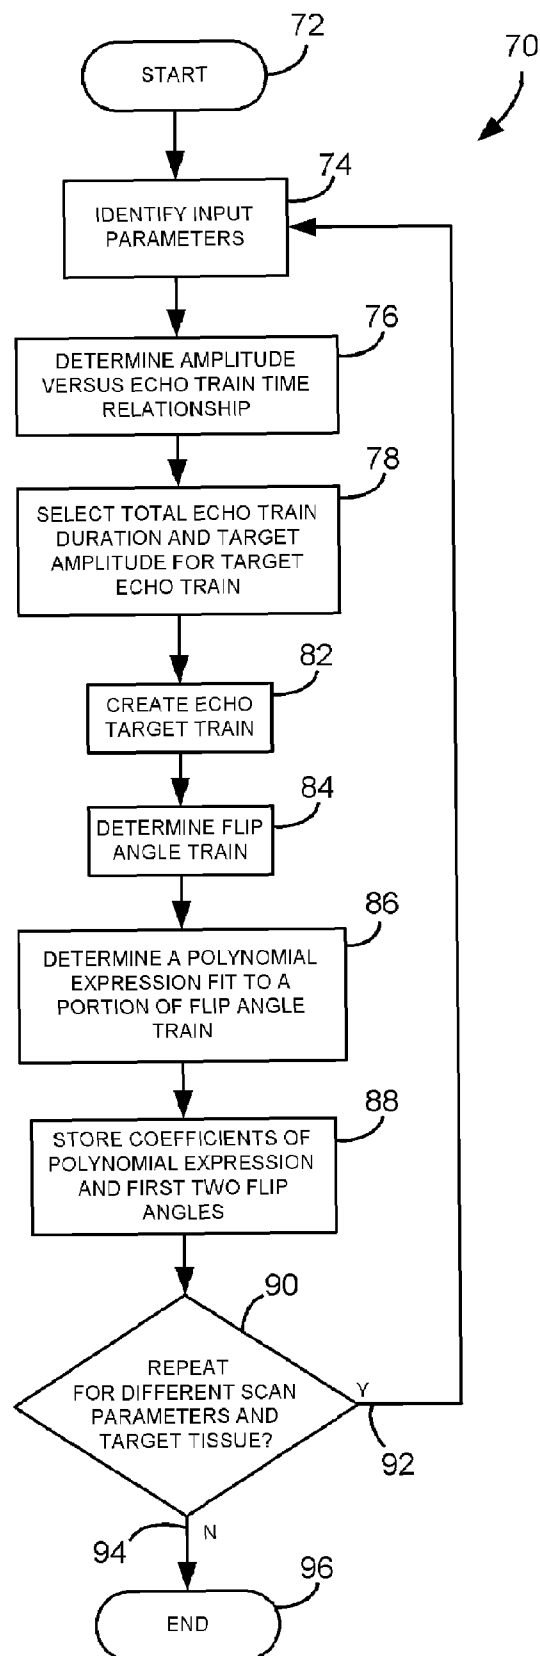 72
START
70
74
IDENTIFY INPUT
PARAMETERS
76
DETERMINE AMPLITUDE
VERSUS ECHO TRAIN TIME
RELATIONSHIP
78
SELECT TOTAL ECHO TRAIN
DURATION AND TARGET
AMPLITUDE FOR TARGET
ECHO TRAIN
82
CREATE ECHO
TARGET TRAIN
84
DETERMINE FLIP
ANGLE TRAIN
86
DETERMINE A POLYNOMIAL
EXPRESSION FIT TO A
PORTION OF FLIP ANGLE
TRAIN
88
STORE COEFFICIENTS OF
POLYNOMIAL EXPRESSION
AND FIRST TWO FLIP
ANGLES
90
REPEAT
FOR DIFFERENT SCAN
PARAMETERS AND
TARGET TISSUE?
Y
92
94
N
96
END